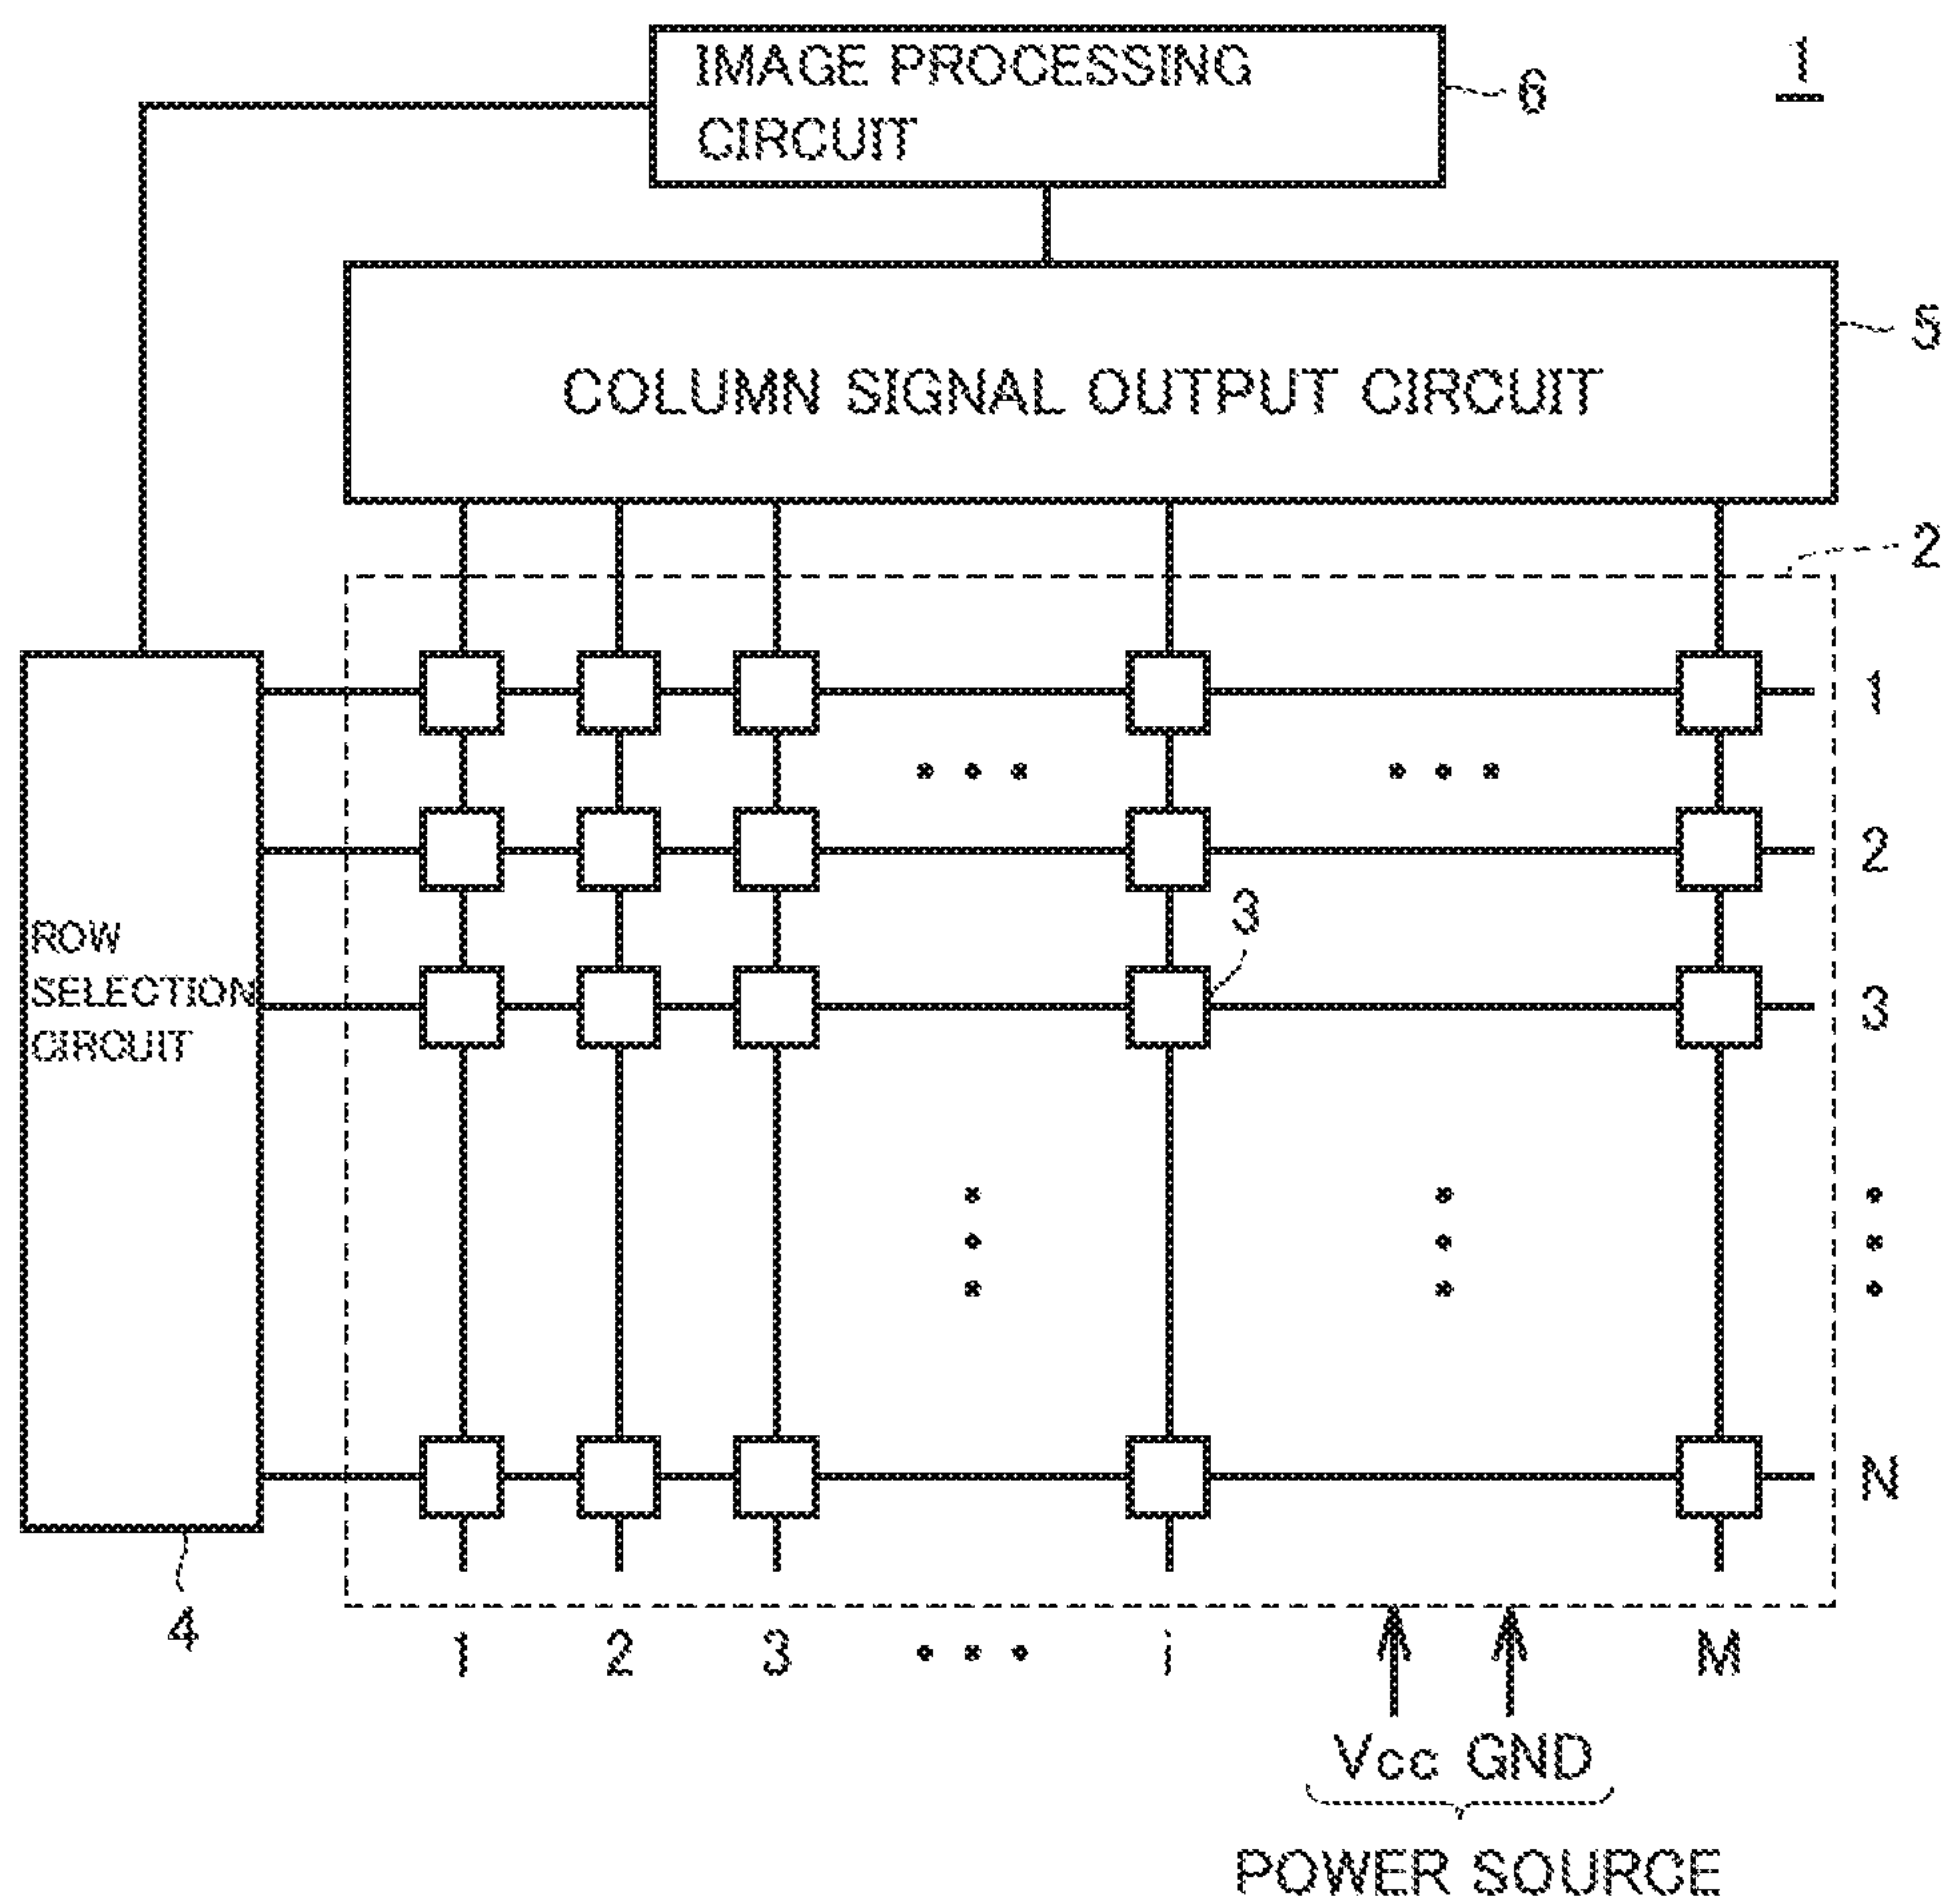 IMAGE PROCESSING
CIRCUIT
6
1
COLUMN SIGNAL OUTPUT CIRCUIT
5
2
1
2
3
ROW
SELECTION
CIRCUIT
3
N
4
1 2 3 i M
Vcc GND
POWER SOURCE